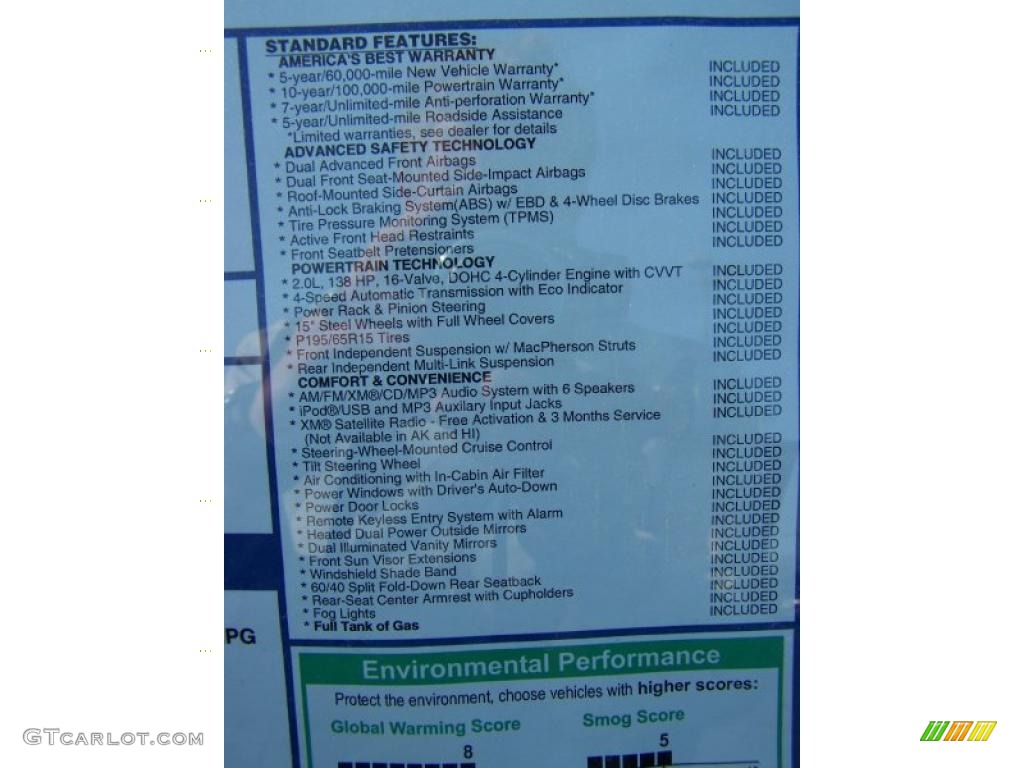 STANDARD FEATURES:
AMERICA'S BEST WARRANTY
* 5-year/60,000-mile New Vehicle Warranty* INCLUDED
* 10-year/100,000-mile Powertrain Warranty* INCLUDED
* 7-year/Unlimited-mile Anti-perforation Warranty* INCLUDED
* 5-year/Unlimited-mile Roadside Assistance INCLUDED
*Limited warranties, see dealer for details
ADVANCED SAFETY TECHNOLOGY
* Dual Advanced Front Airbags INCLUDED
* Dual Front Seat-Mounted Side-Impact Airbags INCLUDED
* Roof-Mounted Side-Curtain Airbags INCLUDED
* Anti-Lock Braking System(ABS) w/ EBD & 4-Wheel Disc Brakes INCLUDED
* Tire Pressure Monitoring System (TPMS) INCLUDED
* Active Front Head Restraints INCLUDED
* Front Seatbelt Pretensioners INCLUDED
POWERTRAIN TECHNOLOGY
* 2.0L, 138 HP, 16-Valve, DOHC 4-Cylinder Engine with CVVT INCLUDED
* 4-Speed Automatic Transmission with Eco Indicator INCLUDED
* Power Rack & Pinion Steering INCLUDED
* 15" Steel Wheels with Full Wheel Covers INCLUDED
* P195/65R15 Tires INCLUDED
* Front Independent Suspension w/ MacPherson Struts INCLUDED
* Rear Independent Multi-Link Suspension INCLUDED
COMFORT & CONVENIENCE
* AM/FM/XM®/CD/MP3 Audio System with 6 Speakers INCLUDED
* iPod®/USB and MP3 Auxilary Input Jacks INCLUDED
* XM® Satellite Radio - Free Activation & 3 Months Service INCLUDED
(Not Available in AK and HI)
* Steering-Wheel-Mounted Cruise Control INCLUDED
* Tilt Steering Wheel INCLUDED
* Air Conditioning with In-Cabin Air Filter INCLUDED
* Power Windows with Driver's Auto-Down INCLUDED
* Power Door Locks INCLUDED
* Remote Keyless Entry System with Alarm INCLUDED
* Heated Dual Power Outside Mirrors INCLUDED
* Dual Illuminated Vanity Mirrors INCLUDED
* Front Sun Visor Extensions INCLUDED
* Windshield Shade Band INCLUDED
* 60/40 Split Fold-Down Rear Seatback INCLUDED
* Rear-Seat Center Armrest with Cupholders INCLUDED
* Fog Lights INCLUDED
* Full Tank of Gas INCLUDED
PG
Environmental Performance
Protect the environment, choose vehicles with higher scores:
Global Warming Score Smog Score
8 5
GTCARLOT.COM